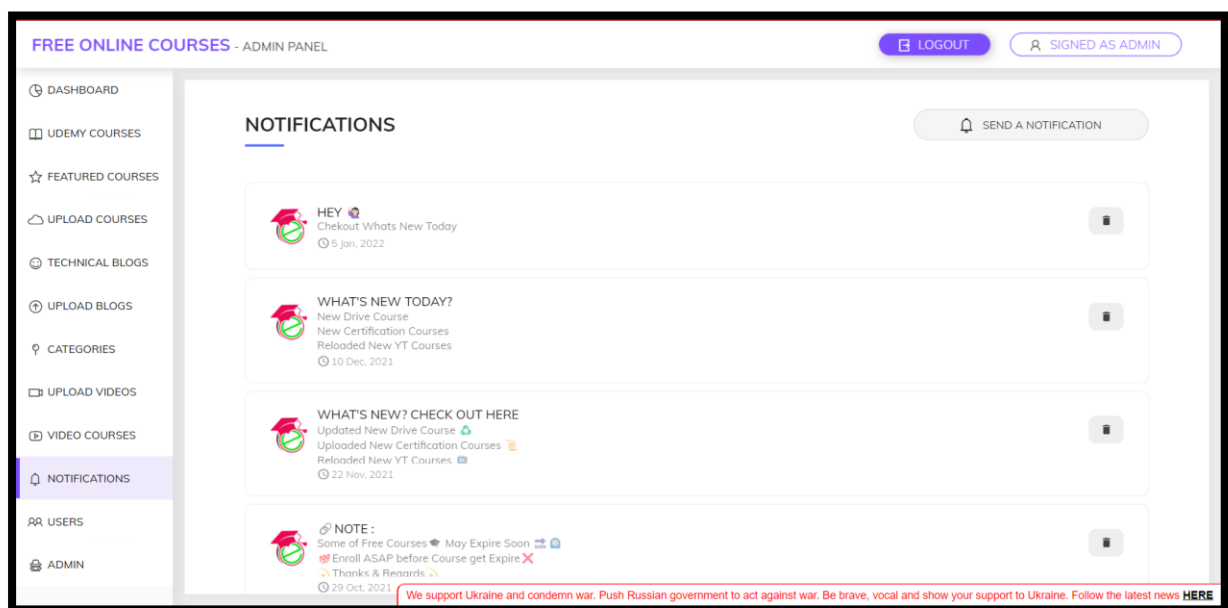 FREE ONLINE COURSES - ADMIN PANEL
LOGOUT
SIGNED AS ADMIN
DASHBOARD
UDEMY COURSES
FEATURED COURSES
UPLOAD COURSES
TECHNICAL BLOGS
UPLOAD BLOGS
CATEGORIES
UPLOAD VIDEOS
VIDEO COURSES
NOTIFICATIONS
USERS
ADMIN
NOTIFICATIONS
SEND A NOTIFICATION
HEY 🙋🏻
Chekout Whats New Today
5 Jan, 2022
WHAT'S NEW TODAY?
New Drive Course
New Certification Courses
Reloaded New YT Courses
10 Dec, 2021
WHAT'S NEW? CHECK OUT HERE
Updated New Drive Course ♻️
Uploaded New Certification Courses 📜
Reloaded New YT Courses
22 Nov, 2021
🔗 NOTE :
Some of Free Courses 🎓 May Expire Soon
💯 Enroll ASAP before Course get Expire ❌
💫 Thanks & Regards 💫
29 Oct, 2021
We support Ukraine and condemn war. Push Russian government to act against war. Be brave, vocal and show your support to Ukraine. Follow the latest news HERE